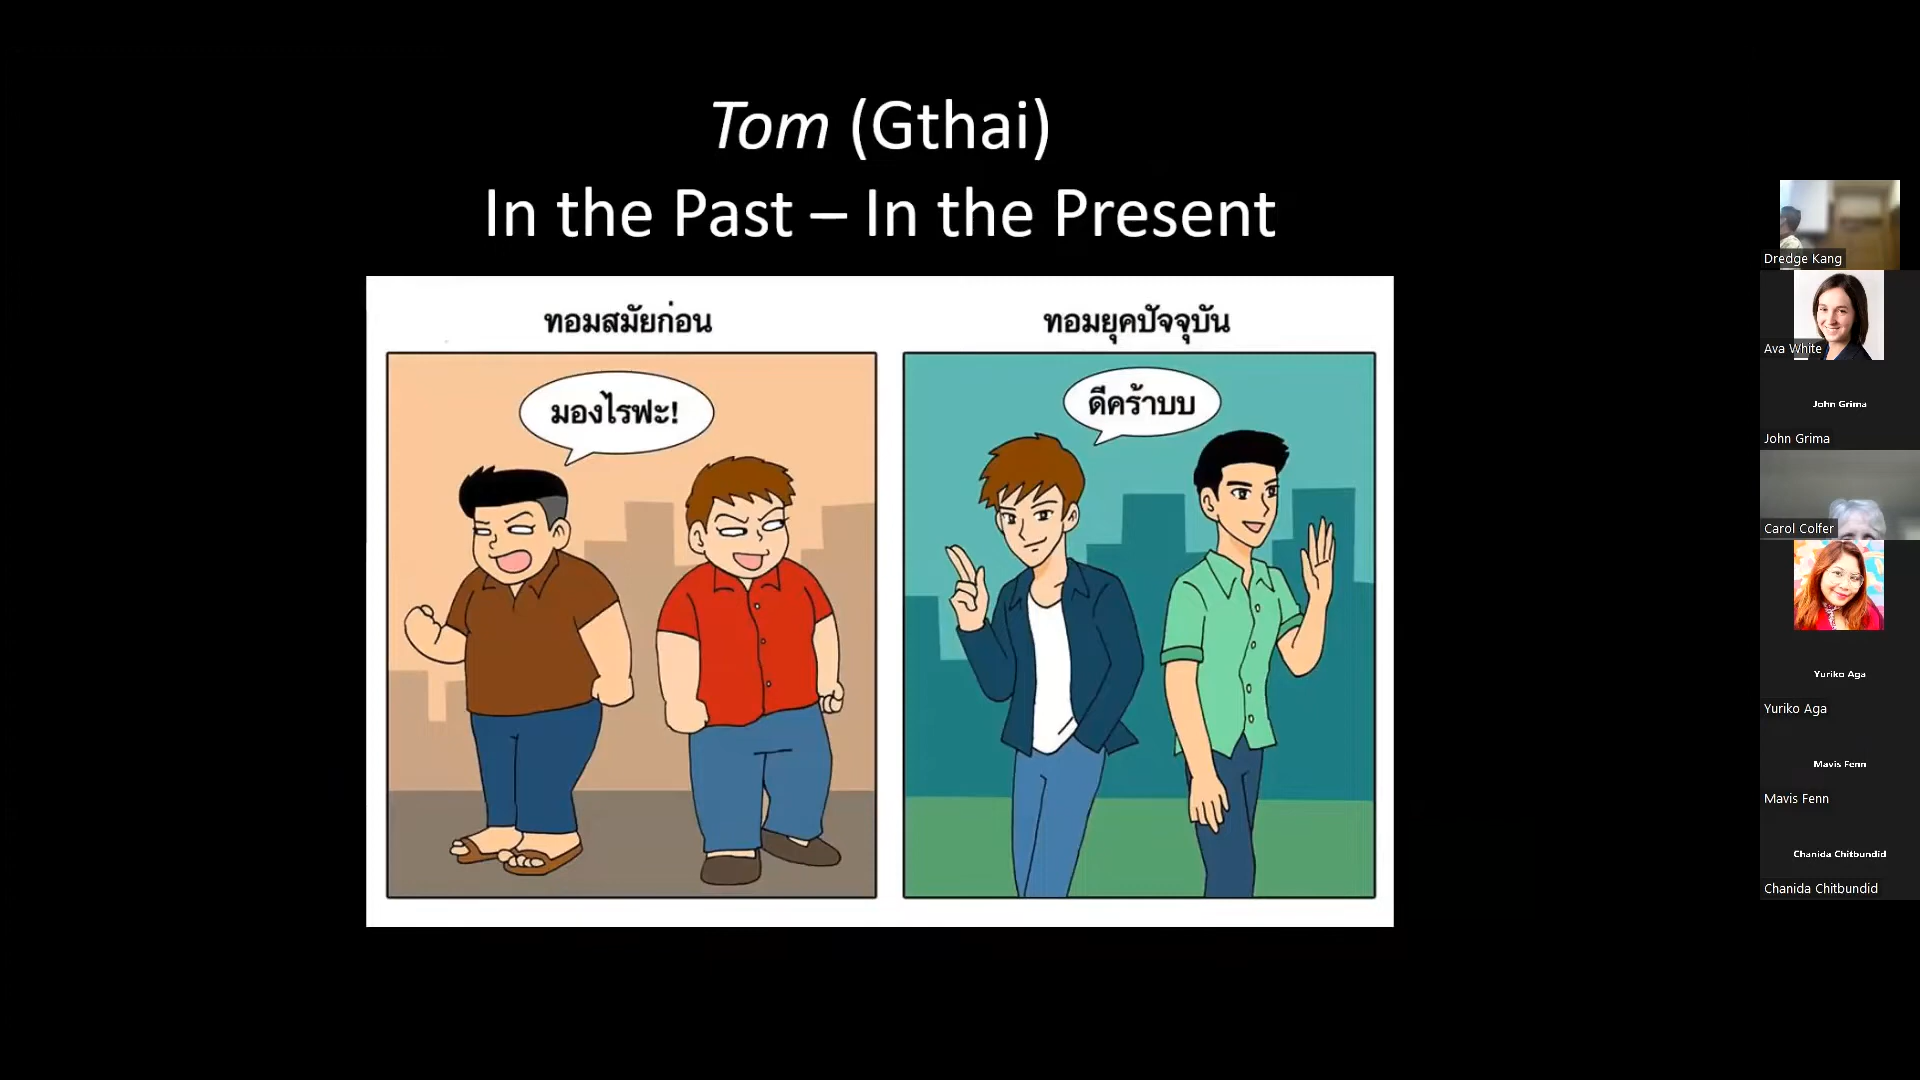 Tom (Gthai)
In the Past – In the Present
ทอมสมัยก่อน
ทอมยุคปัจจุบัน
มองไรฟะ!
ดีคร้าบบ
Dredge Kang
Ava White
John Grima
John Grima
Carol Colfer
Yuriko Aga
Yuriko Aga
Mavis Fenn
Mavis Fenn
Chanida Chitbundid
Chanida Chitbundid